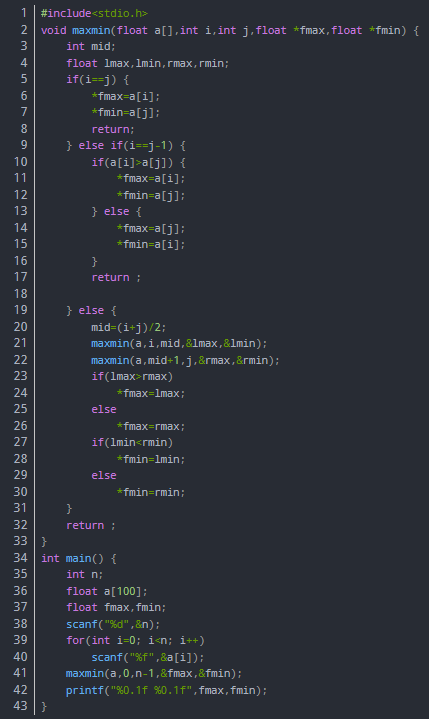 1 #include<stdio.h>
2 void maxmin(float a[],int i,int j,float *fmax,float *fmin) {
3     int mid;
4     float lmax,lmin,rmax,rmin;
5     if(i==j) {
6         *fmax=a[i];
7         *fmin=a[j];
8         return;
9     } else if(i==j-1) {
10         if(a[i]>a[j]) {
11             *fmax=a[i];
12             *fmin=a[j];
13         } else {
14             *fmax=a[j];
15             *fmin=a[i];
16         }
17         return ;
18
19     } else {
20         mid=(i+j)/2;
21         maxmin(a,i,mid,&lmax,&lmin);
22         maxmin(a,mid+1,j,&rmax,&rmin);
23         if(lmax>rmax)
24             *fmax=lmax;
25         else
26             *fmax=rmax;
27         if(lmin<rmin)
28             *fmin=lmin;
29         else
30             *fmin=rmin;
31     }
32     return ;
33 }
34 int main() {
35     int n;
36     float a[100];
37     float fmax,fmin;
38     scanf("%d",&n);
39     for(int i=0; i<n; i++)
40         scanf("%f",&a[i]);
41     maxmin(a,0,n-1,&fmax,&fmin);
42     printf("%0.1f %0.1f",fmax,fmin);
43 }